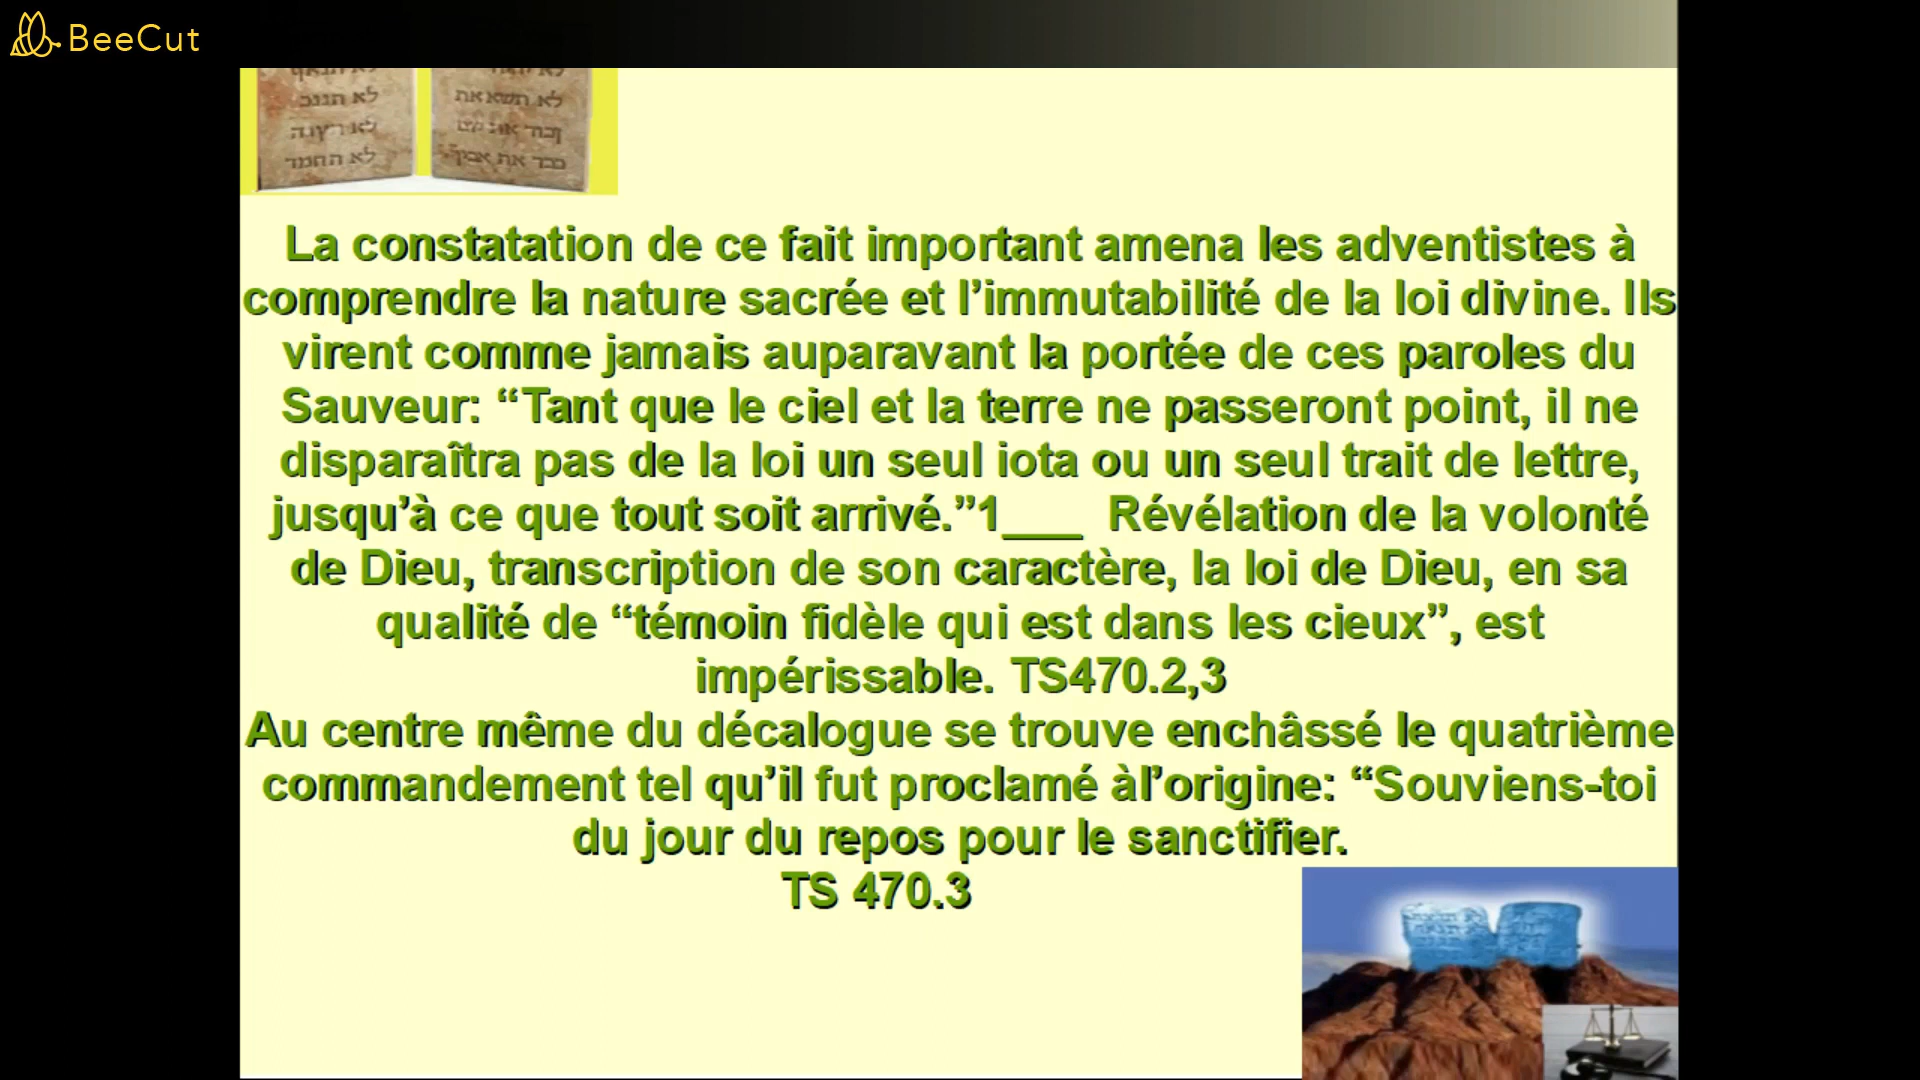 BeeCut
לא תגנב
לא תשא את
לא תחמד
כבד את אביך
La constatation de ce fait important amena les adventistes à
comprendre la nature sacrée et l’immutabilité de la loi divine. Ils
virent comme jamais auparavant la portée de ces paroles du
Sauveur: “Tant que le ciel et la terre ne passeront point, il ne
disparaîtra pas de la loi un seul iota ou un seul trait de lettre,
jusqu’à ce que tout soit arrivé.”1___ Révélation de la volonté
de Dieu, transcription de son caractère, la loi de Dieu, en sa
qualité de “témoin fidèle qui est dans les cieux”, est
impérissable. TS470.2,3
Au centre même du décalogue se trouve enchâssé le quatrième
commandement tel qu’il fut proclamé àl’origine: “Souviens-toi
du jour du repos pour le sanctifier.
TS 470.3